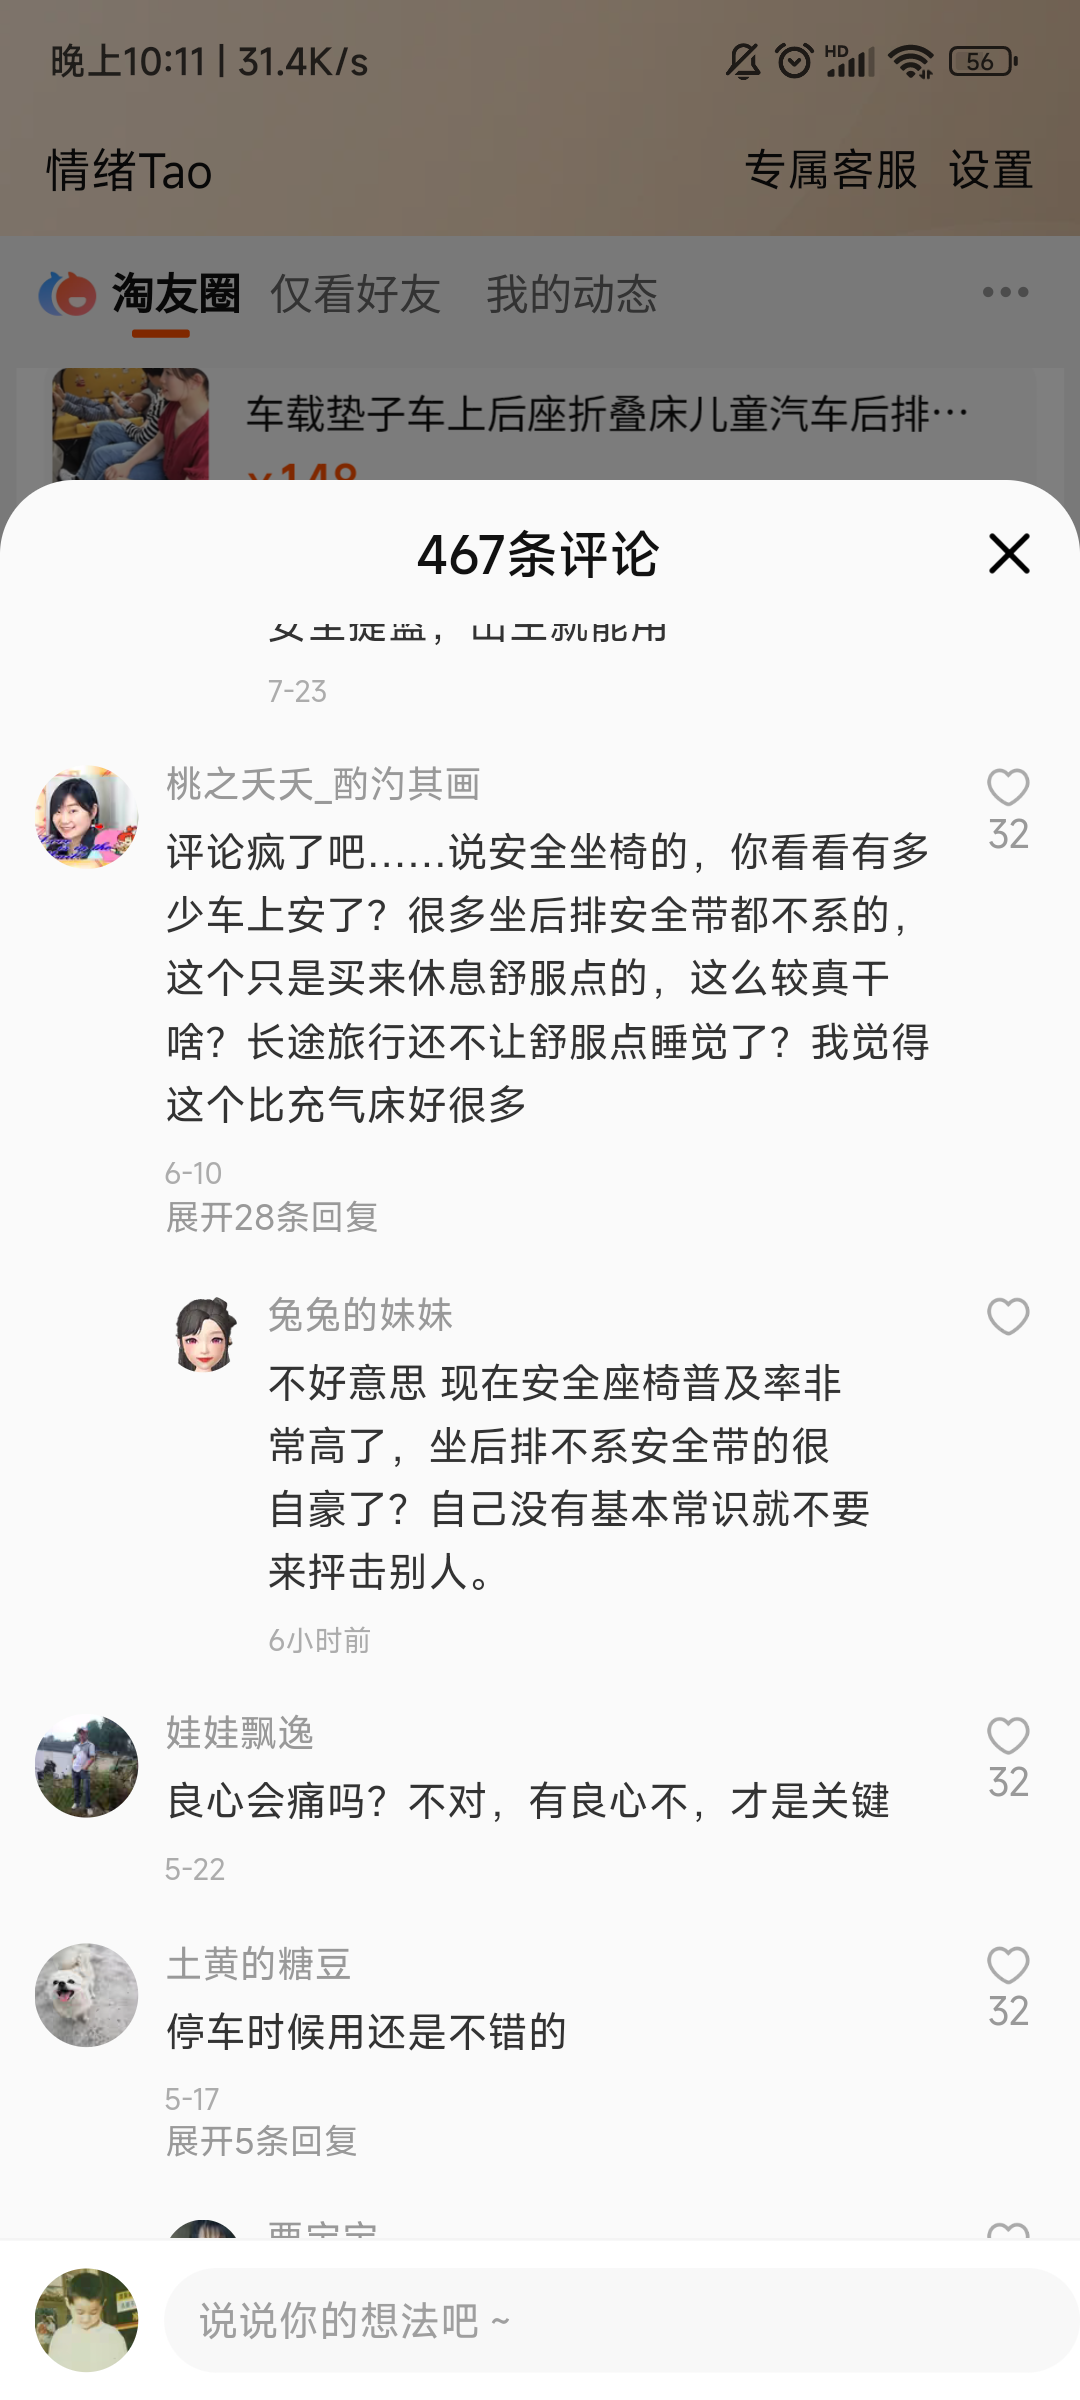 晚上10:11 | 31.4K/s
HD
56
情绪Tao
专属客服 设置
淘友圈 仅看好友 我的动态
车载垫子车上后座折叠床儿童汽车后排…
¥148
467条评论
安全提篮，出生就能用
7-23
桃之夭夭_酌汋其画
32
评论疯了吧……说安全坐椅的，你看看有多
少车上安了？很多坐后排安全带都不系的，
这个只是买来休息舒服点的，这么较真干
啥？长途旅行还不让舒服点睡觉了？我觉得
这个比充气床好很多
6-10
展开28条回复
兔兔的妹妹
不好意思 现在安全座椅普及率非
常高了，坐后排不系安全带的很
自豪了？自己没有基本常识就不要
来抨击别人。
6小时前
娃娃飘逸
32
良心会痛吗？不对，有良心不，才是关键
5-22
土黄的糖豆
32
停车时候用还是不错的
5-17
展开5条回复
说说你的想法吧 ~